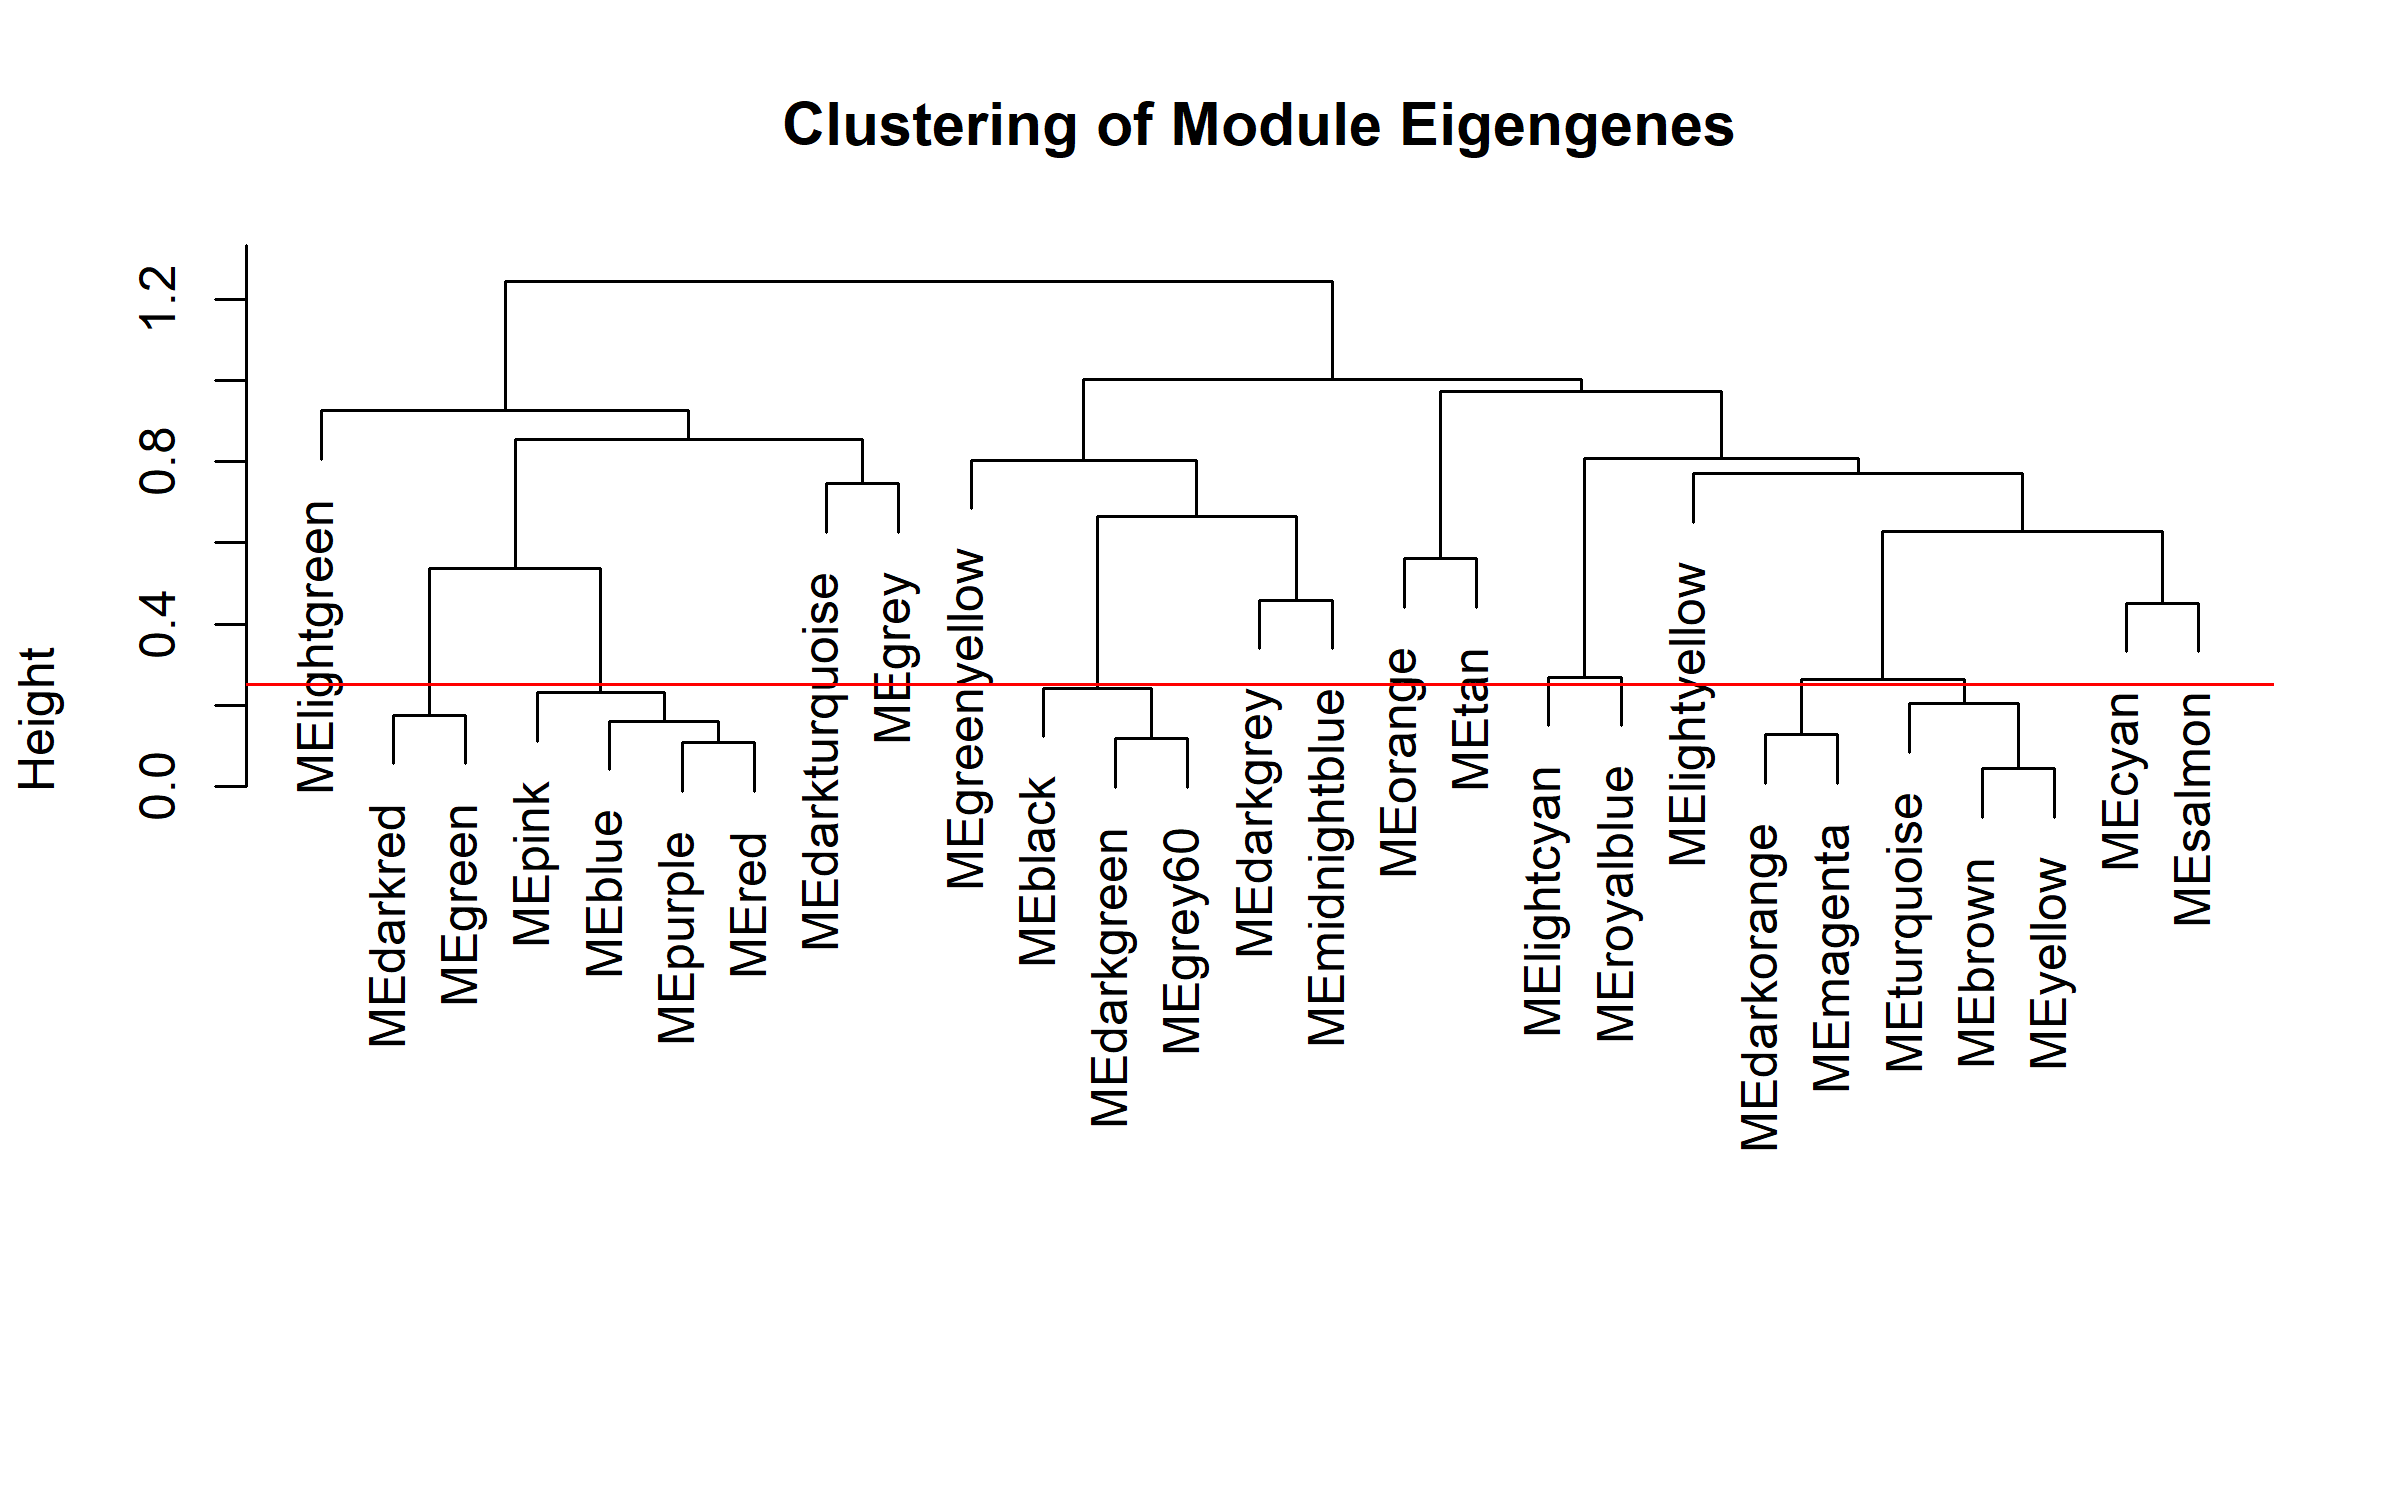 Clustering of Module Eigengenes
Height
1.2
0.8
0.4
0.0
MElightgreen
MEdarkred
MEgreen
MEpink
MEblue
MEpurple
MEred
MEdarkturquoise
MEgrey
MEgreenyellow
MEblack
MEdarkgreen
MEgrey60
MEdarkgrey
MEmidnightblue
MEorange
MEtan
MElightcyan
MEroyalblue
MElightyellow
MEdarkorange
MEmagenta
MEturquoise
MEbrown
MEyellow
MEcyan
MEsalmon